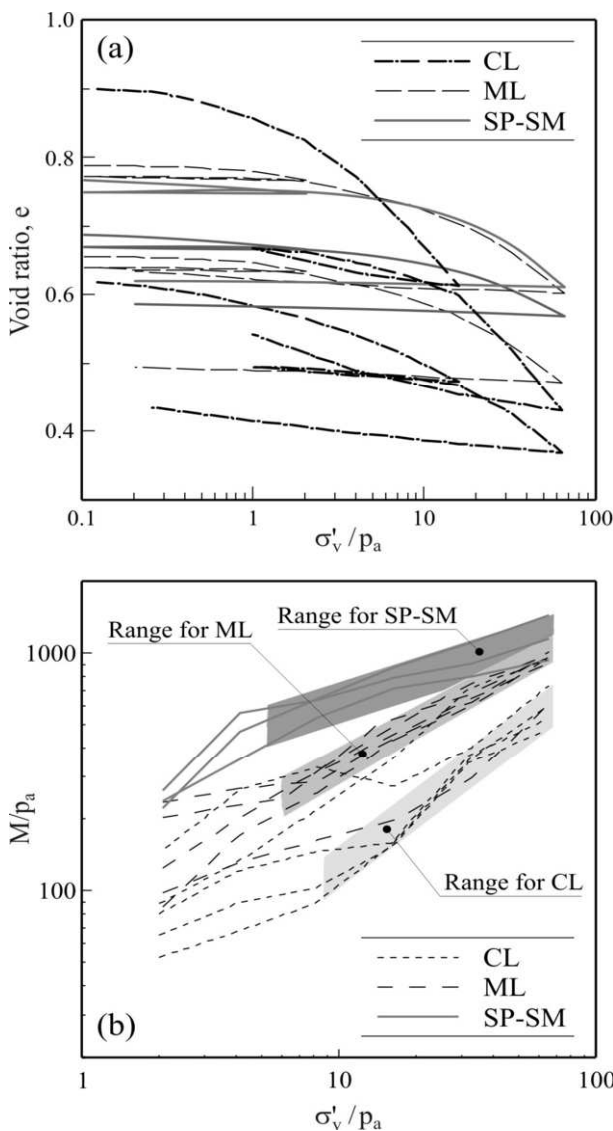 (a)
CL
ML
SP-SM
1.0
0.8
0.6
0.4
Void ratio, e
0.1
1
10
100
σ'v/pa
(b)
Range for SP-SM
Range for ML
Range for CL
1000
100
M/pa
CL
ML
SP-SM
1
10
100
σ'v/pa